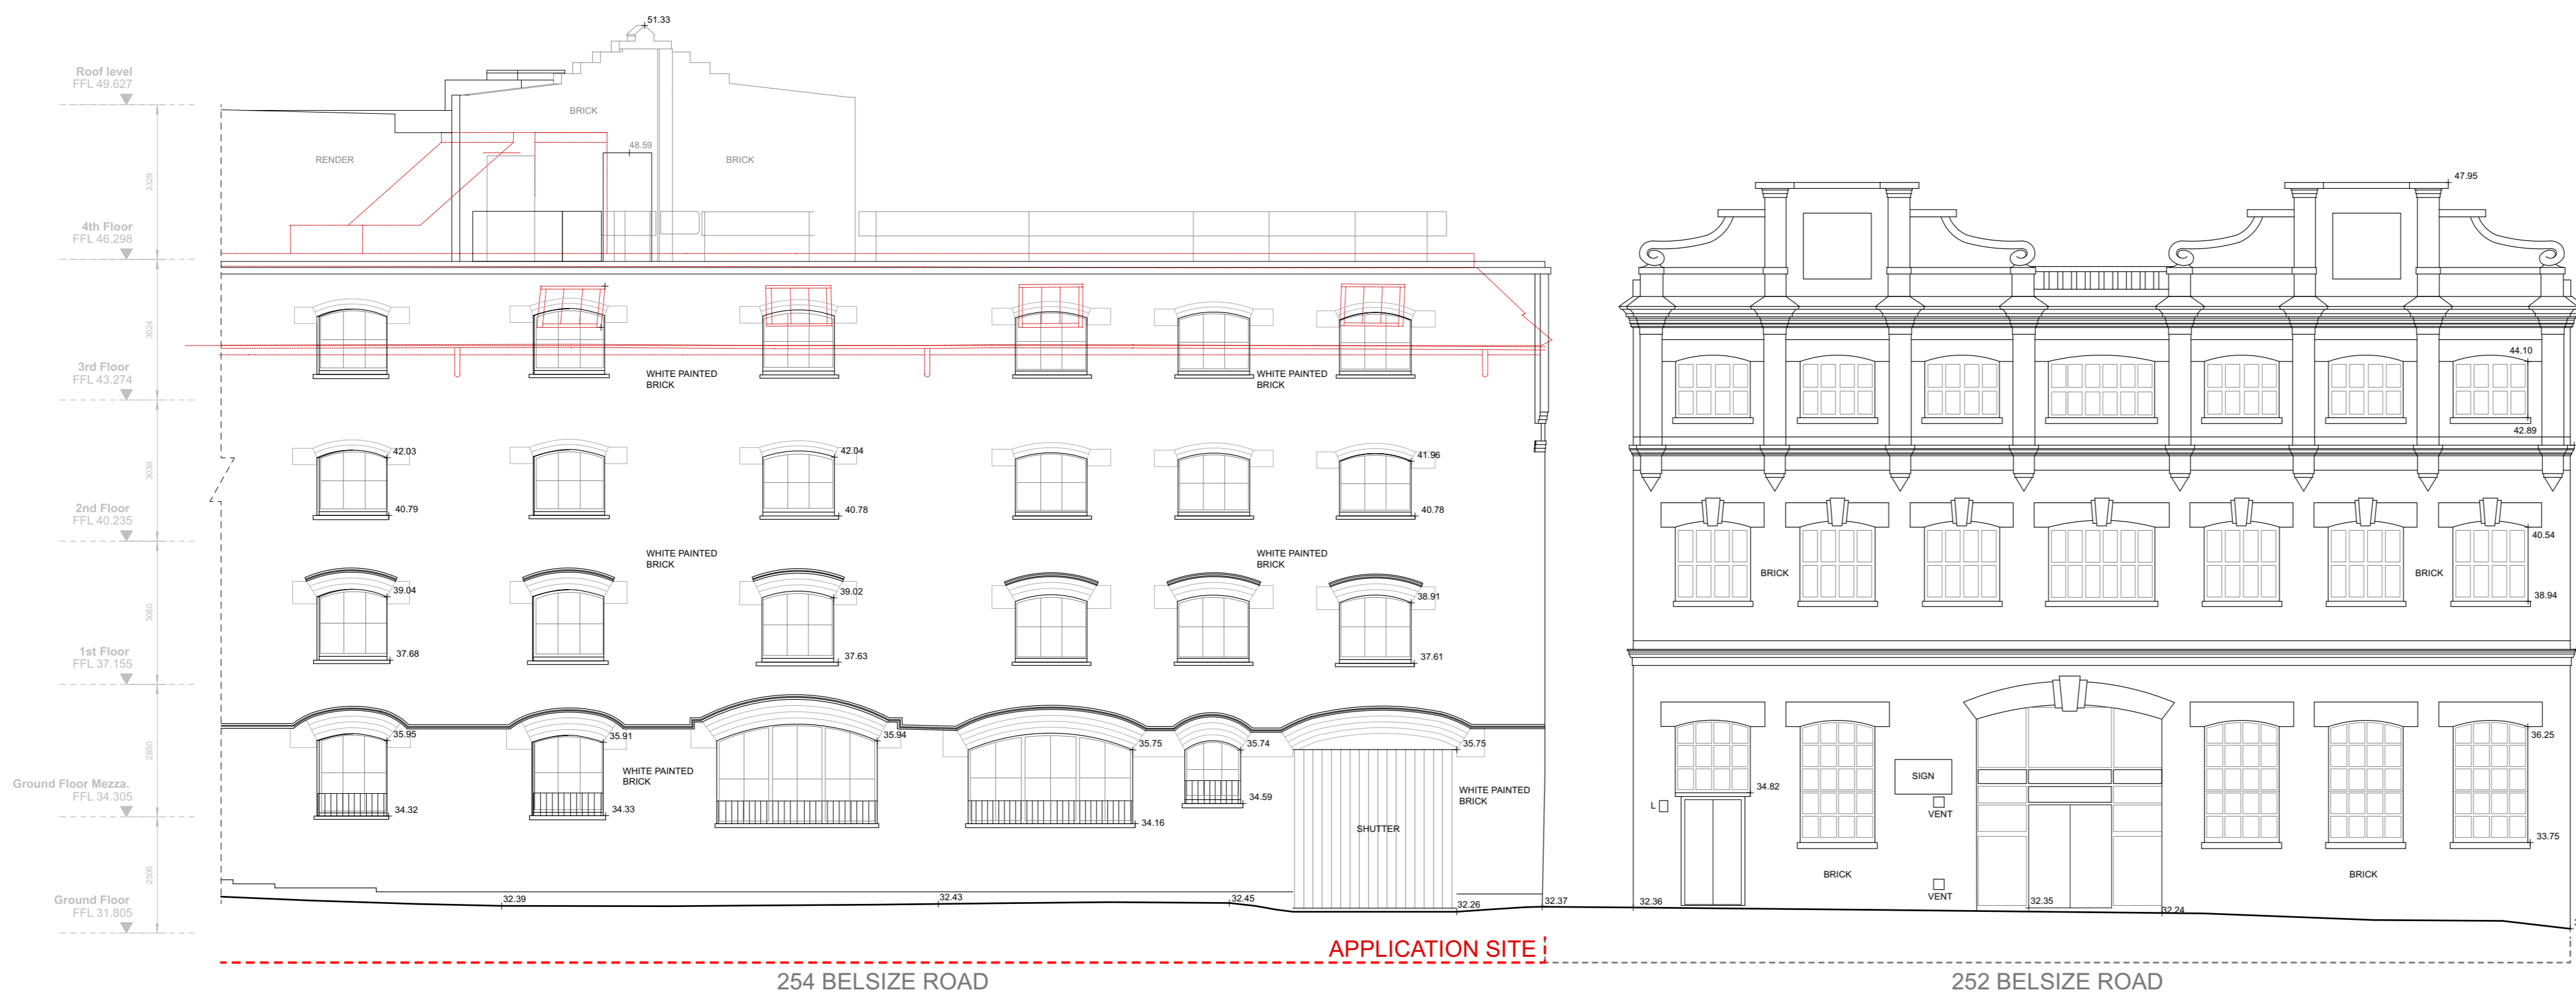 51.33
Roof level
FFL 49.627
BRICK
RENDER
48.59
BRICK
3329
47.95
4th Floor
FFL 46.298
3024
44.10
3rd Floor
FFL 43.274
WHITE PAINTED
BRICK
WHITE PAINTED
BRICK
42.89
3039
42.03
42.04
41.96
2nd Floor
FFL 40.235
40.79
40.78
40.78
40.54
WHITE PAINTED
BRICK
WHITE PAINTED
BRICK
BRICK
BRICK
3080
39.04
39.02
38.91
38.94
1st Floor
FFL 37.155
37.68
37.63
37.61
2850
35.95
35.91
35.94
35.75
35.74
35.75
36.25
WHITE PAINTED
BRICK
WHITE PAINTED
BRICK
SIGN
Ground Floor Mezza.
FFL 34.305
34.32
34.33
34.16
34.59
34.82
L
VENT
SHUTTER
33.75
2500
BRICK
BRICK
VENT
Ground Floor
FFL 31.805
32.39
32.43
32.45
32.26
32.37
32.36
32.35
32.24
APPLICATION SITE
254 BELSIZE ROAD
252 BELSIZE ROAD